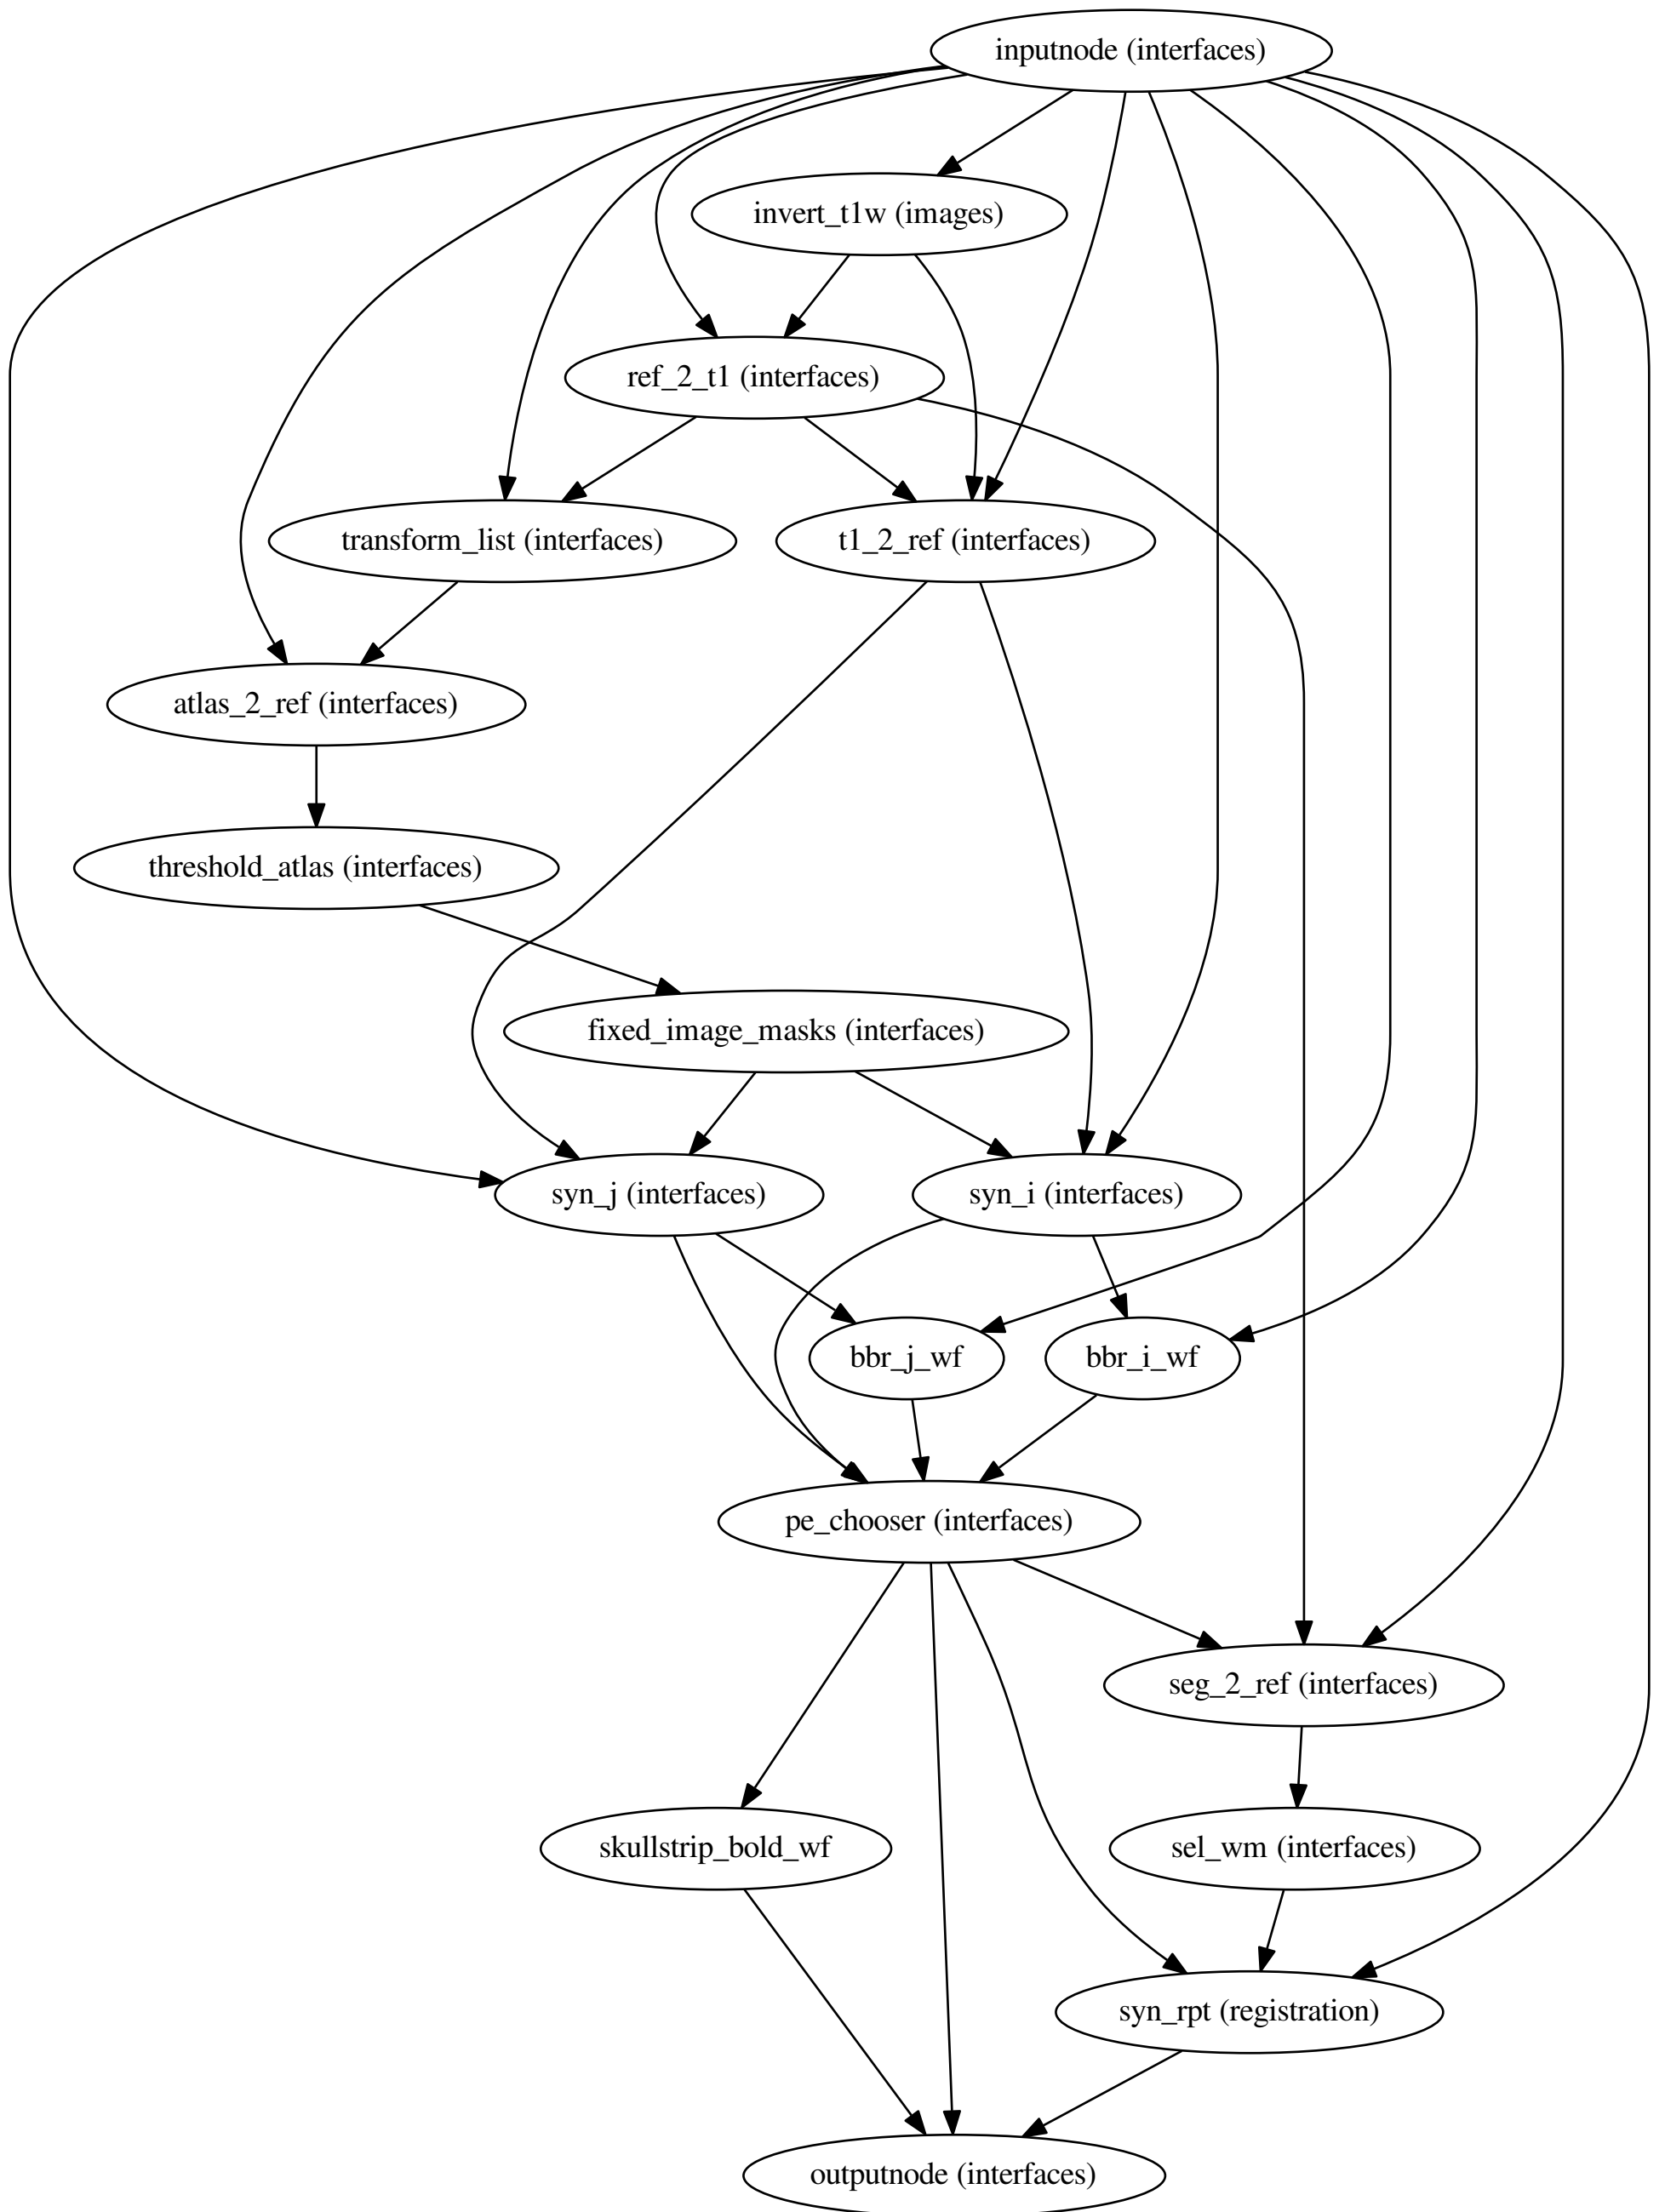 inputnode (interfaces)
invert_t1w (images)
ref_2_t1 (interfaces)
transform_list (interfaces)
t1_2_ref (interfaces)
atlas_2_ref (interfaces)
threshold_atlas (interfaces)
fixed_image_masks (interfaces)
syn_j (interfaces)
syn_i (interfaces)
bbr_j_wf
bbr_i_wf
pe_chooser (interfaces)
seg_2_ref (interfaces)
skullstrip_bold_wf
sel_wm (interfaces)
syn_rpt (registration)
outputnode (interfaces)